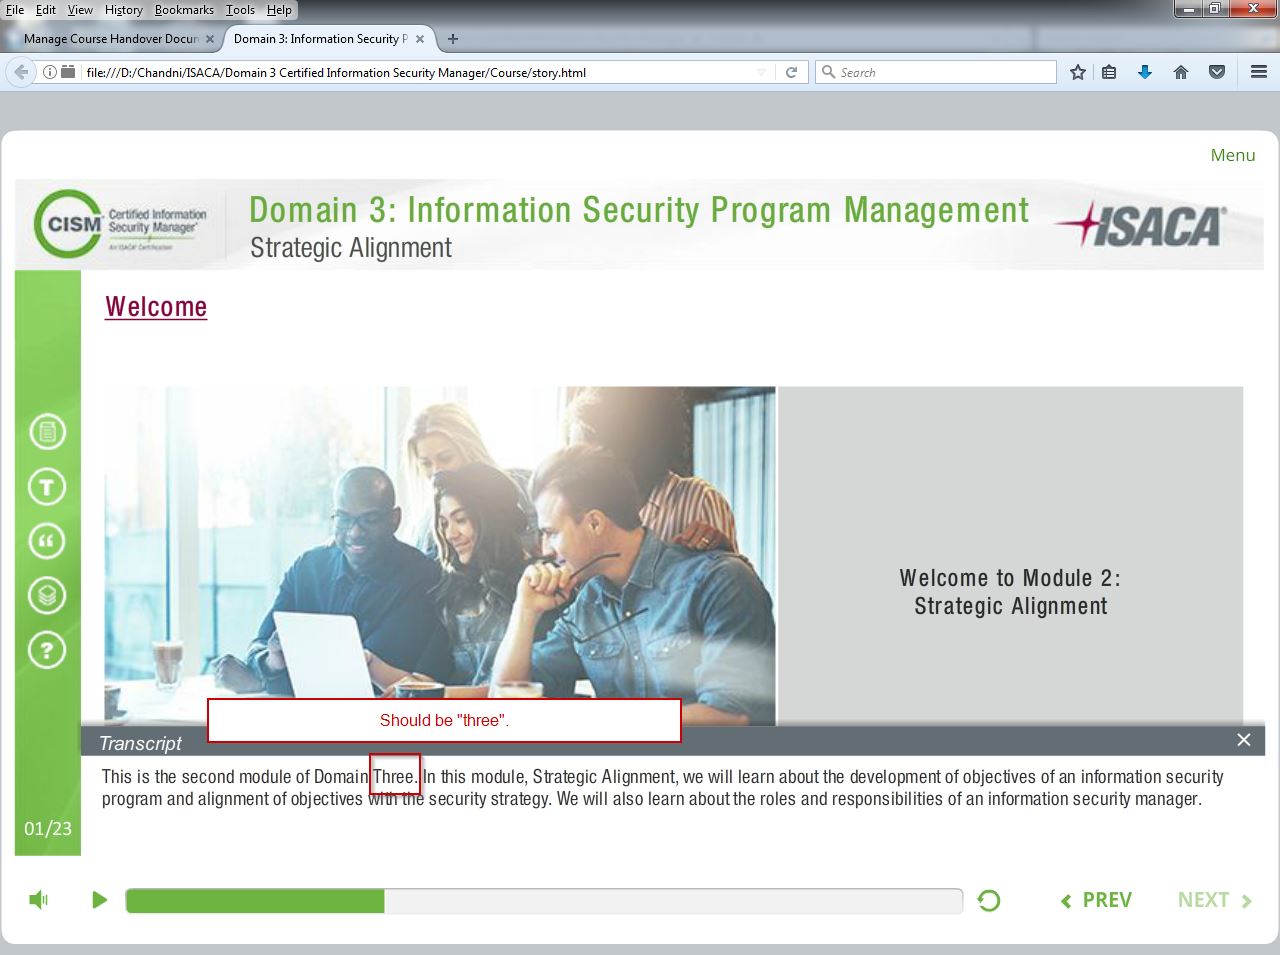 File Edit View History Bookmarks Tools Help
Manage Course Handover Docun × Domain 3: Information Security P × +
file:///D:/Chandni/ISACA/Domain 3 Certified Information Security Manager/Course/story.html Search
Menu
CISM Certified Information Security Manager®
An ISACA® Certification
Domain 3: Information Security Program Management
Strategic Alignment
ISACA®
Welcome
Welcome to Module 2:
Strategic Alignment
Should be "three".
Transcript
This is the second module of Domain Three. In this module, Strategic Alignment, we will learn about the development of objectives of an information security
program and alignment of objectives with the security strategy. We will also learn about the roles and responsibilities of an information security manager.
01/23
PREV NEXT